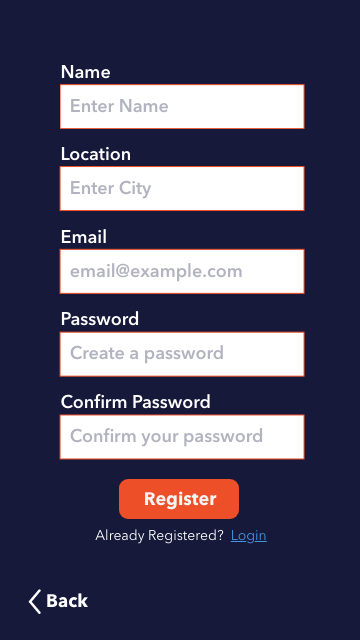 Name
Enter Name
Location
Enter City
Email
email@example.com
Password
Create a password
Confirm Password
Confirm your password
Register
Already Registered? Login
Back